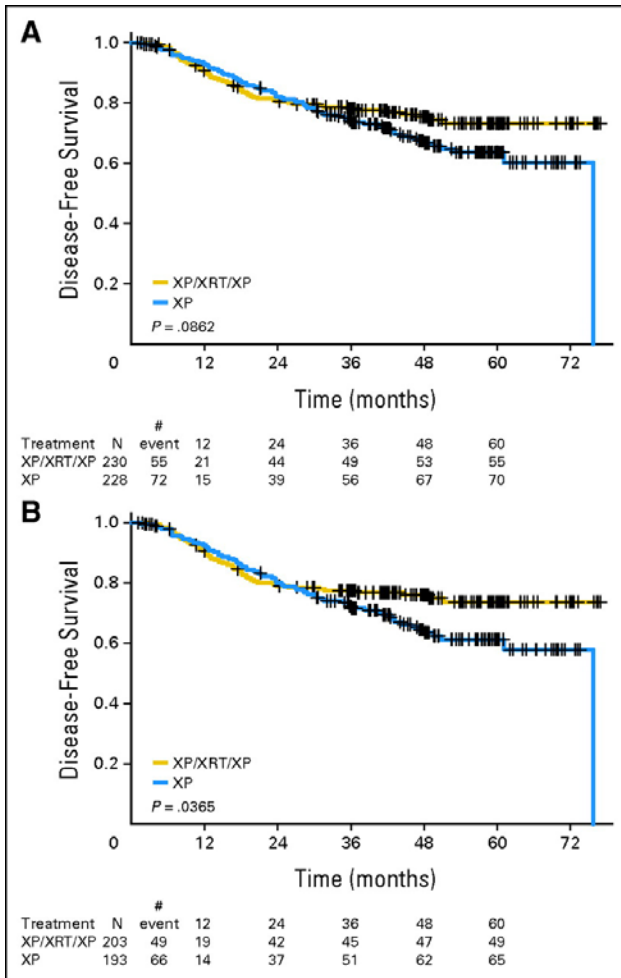 A
1.0
0.8
0.6
0.4
0.2
Disease-Free Survival
XP/XRT/XP
XP
P = .0862
0 12 24 36 48 60 72
Time (months)
#
Treatment N event 12 24 36 48 60
XP/XRT/XP 230 55 21 44 49 53 55
XP 228 72 15 39 56 67 70
B
1.0
0.8
0.6
0.4
0.2
Disease-Free Survival
XP/XRT/XP
XP
P = .0365
0 12 24 36 48 60 72
Time (months)
#
Treatment N event 12 24 36 48 60
XP/XRT/XP 203 49 19 42 45 47 49
XP 193 66 14 37 51 62 65